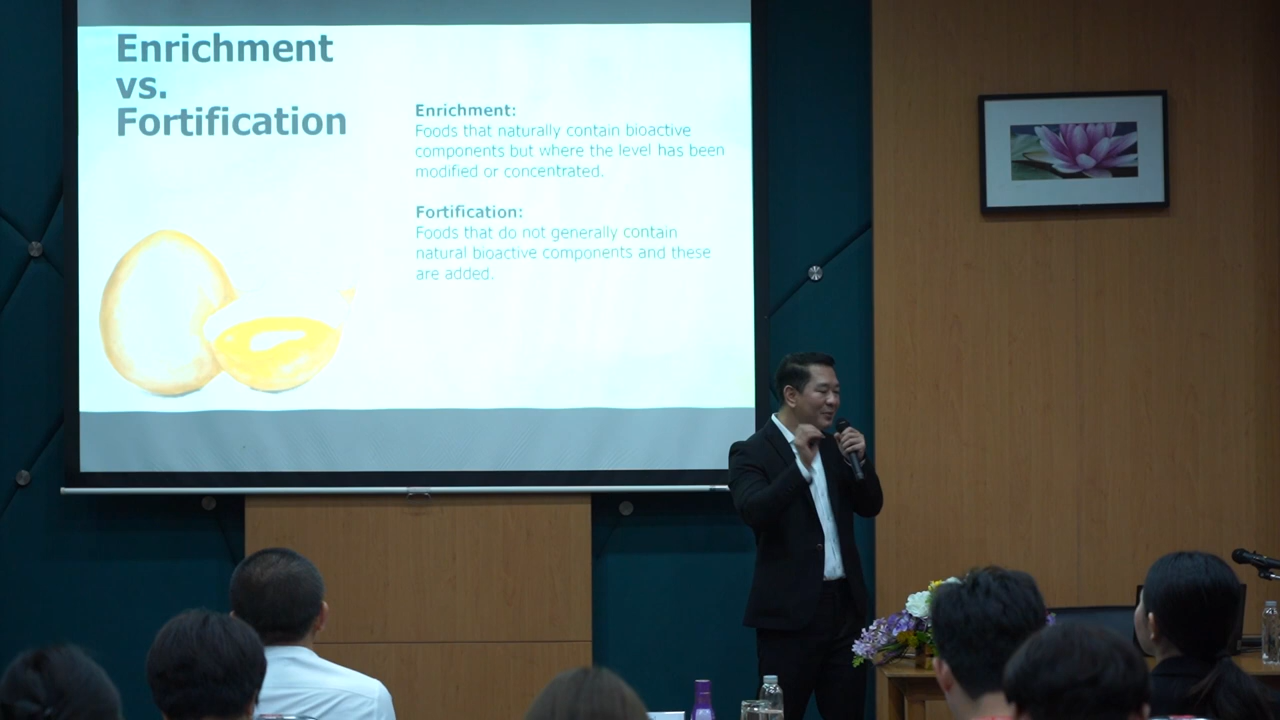 Enrichment
vs.
Fortification
Enrichment:
Foods that naturally contain bioactive
components but where the level has been
modified or concentrated.
Fortification:
Foods that do not generally contain
natural bioactive components and these
are added.